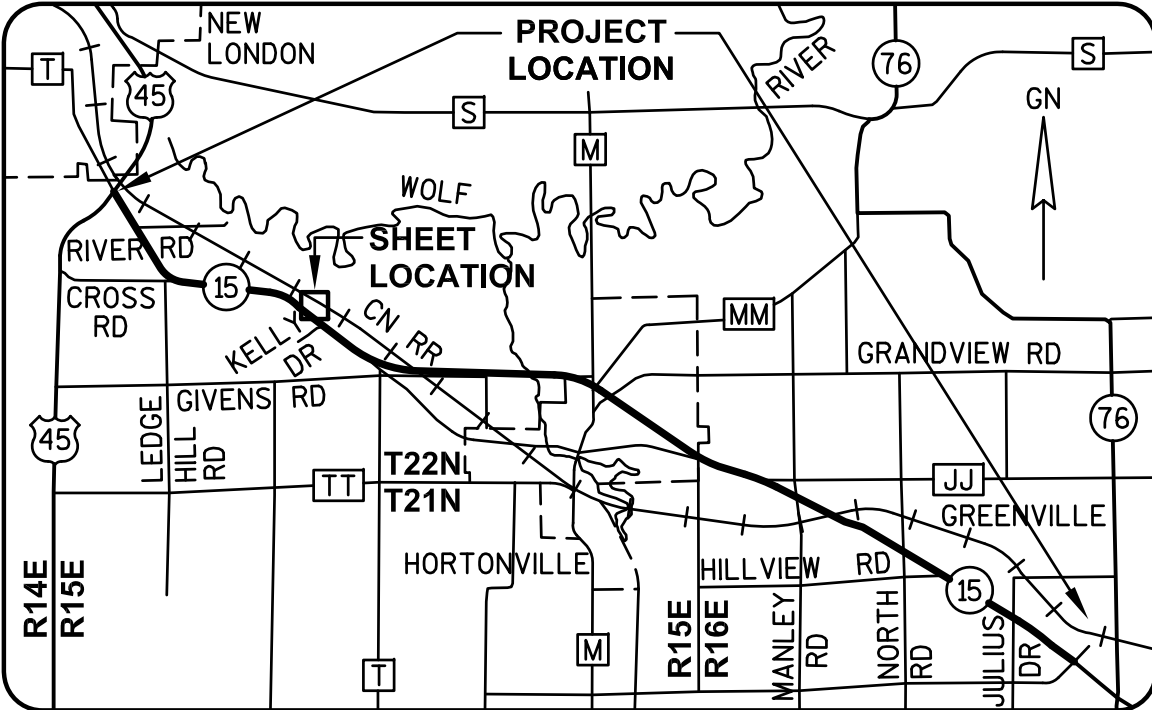 NEW
LONDON
PROJECT
LOCATION
RIVER
76
S
T
45
S
GN
M
WOLF
RIVER RD
SHEET
LOCATION
15
CROSS
RD
KELLY
DR
CN RR
MM
GRANDVIEW RD
GIVENS RD
LEDGE
HILL
RD
76
45
T22N
T21N
TT
JJ
GREENVILLE
HORTONVILLE
HILLVIEW RD
15
R14E
R15E
R15E
R16E
MANLEY
RD
NORTH
RD
JULIUS
DR
M
T